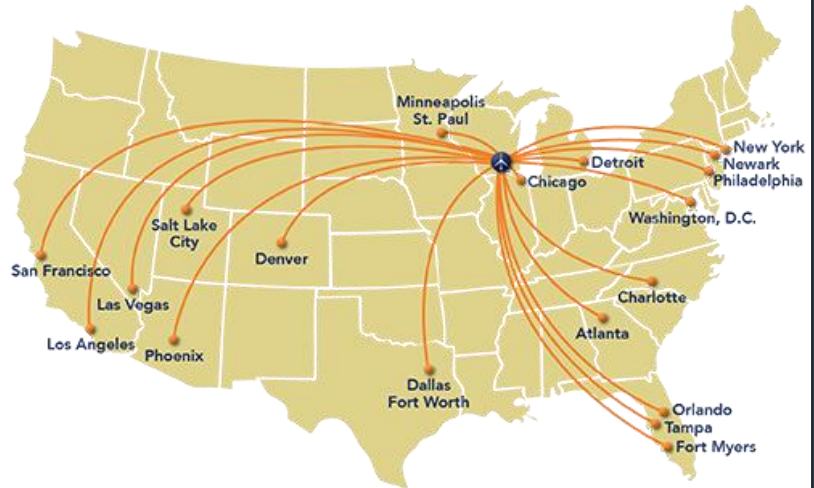 Minneapolis
St. Paul
New York
Detroit
Newark
Chicago
Philadelphia
Salt Lake
City
Washington, D.C.
Denver
San Francisco
Las Vegas
Charlotte
Los Angeles
Phoenix
Atlanta
Dallas
Fort Worth
Orlando
Tampa
Fort Myers